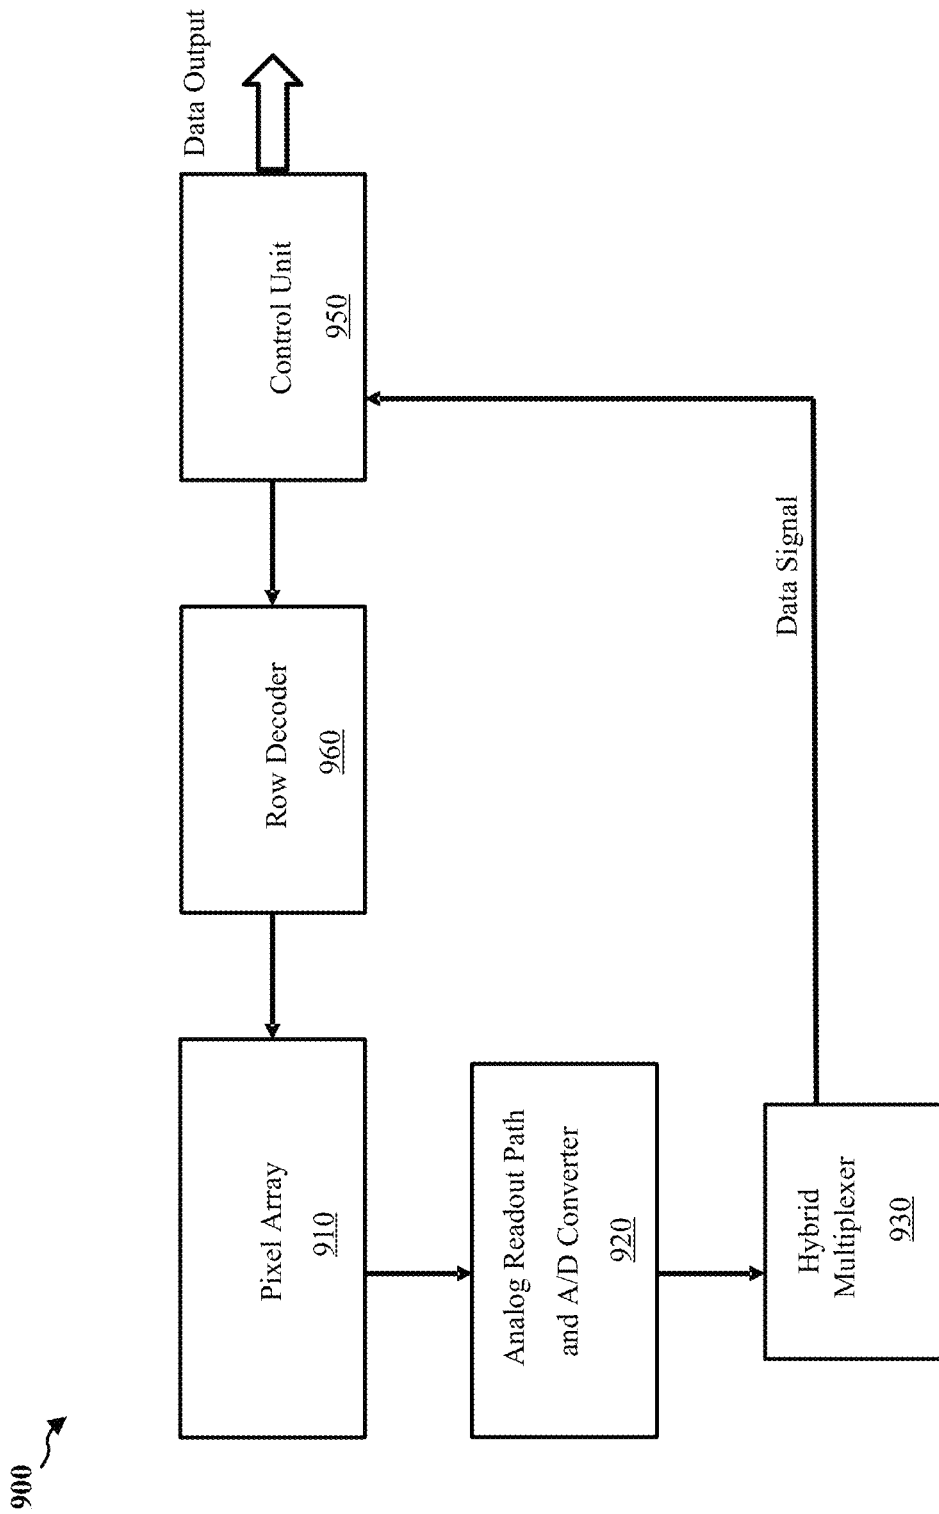 900
Pixel Array
910
Row Decoder
960
Control Unit
950
Data Output
Analog Readout Path
and A/D Converter
920
Hybrid
Multiplexer
930
Data Signal